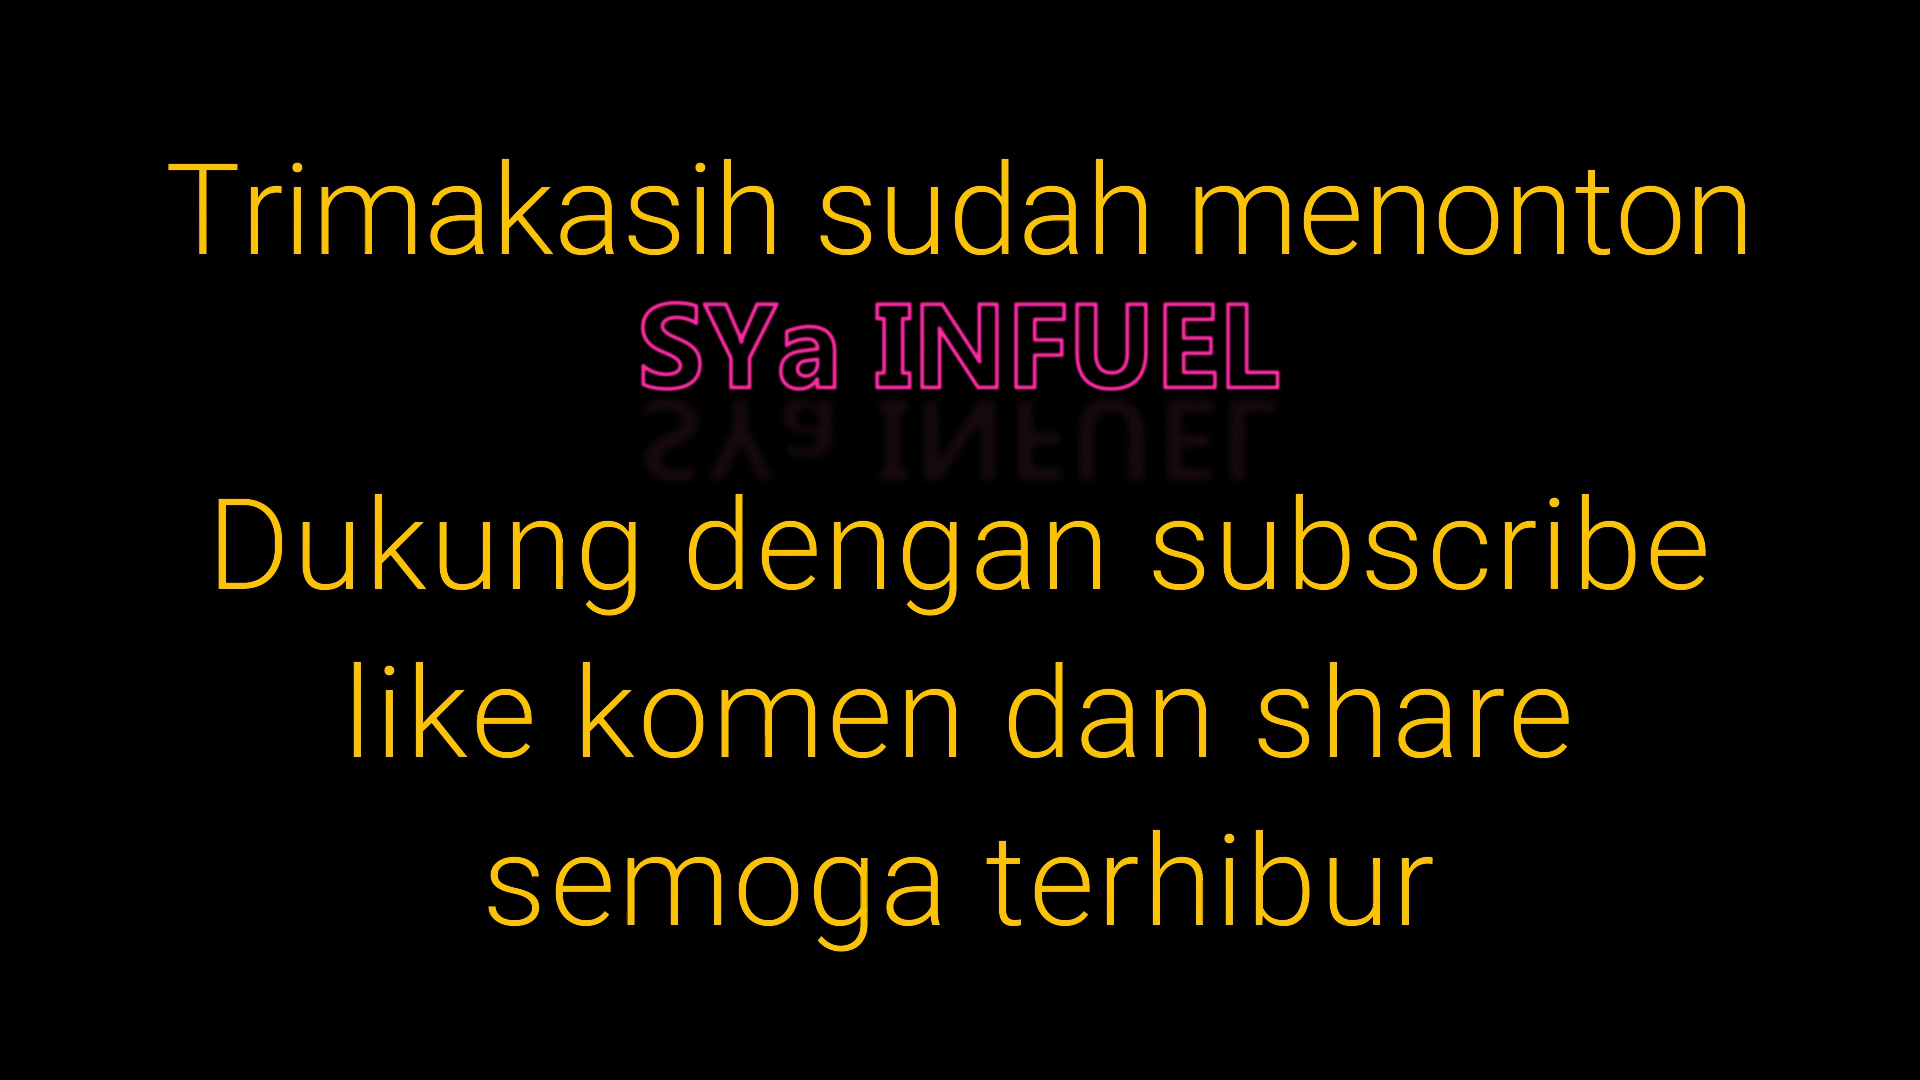 Trimakasih sudah menonton
SYa INFUEL
Dukung dengan subscribe
like komen dan share
semoga terhibur